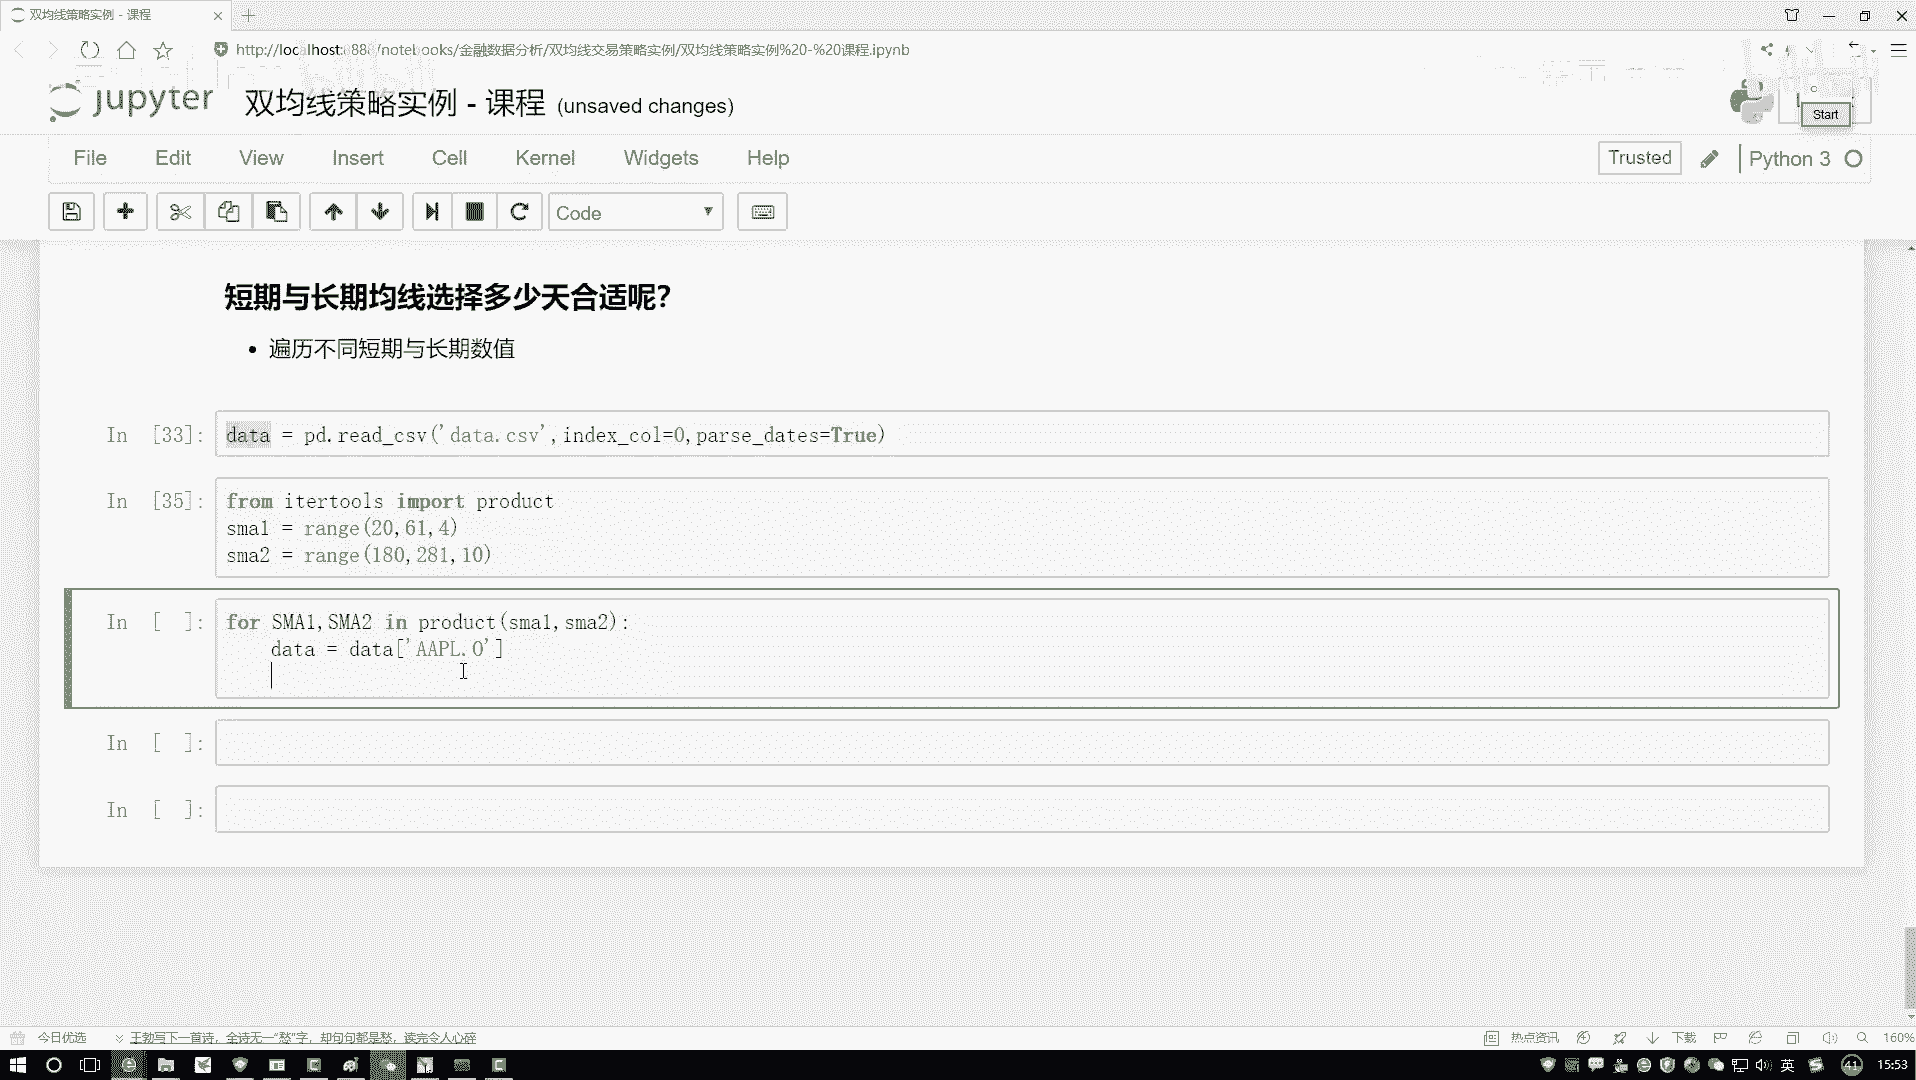 双均线策略实例 - 课程
http://localhost:888/notebooks/金融数据分析/双均线交易策略实例/双均线策略实例%20-%20课程.ipynb
jupyter 双均线策略实例 - 课程 (unsaved changes)
Start
File Edit View Insert Cell Kernel Widgets Help
Trusted Python 3
Code
短期与长期均线选择多少天合适呢?
• 遍历不同短期与长期数值
In [33]: data = pd.read_csv('data.csv',index_col=0,parse_dates=True)
In [35]: from itertools import product
sma1 = range(20,61,4)
sma2 = range(180,281,10)
In [ ]: for SMA1,SMA2 in product(sma1,sma2):
data = data['AAPL.O']
In [ ]:
In [ ]:
今日优选 王勃写下一首诗，全诗无一“愁”字，却句句都是愁，读完令人心碎
热点资讯 下载 160%
英 41 15:53